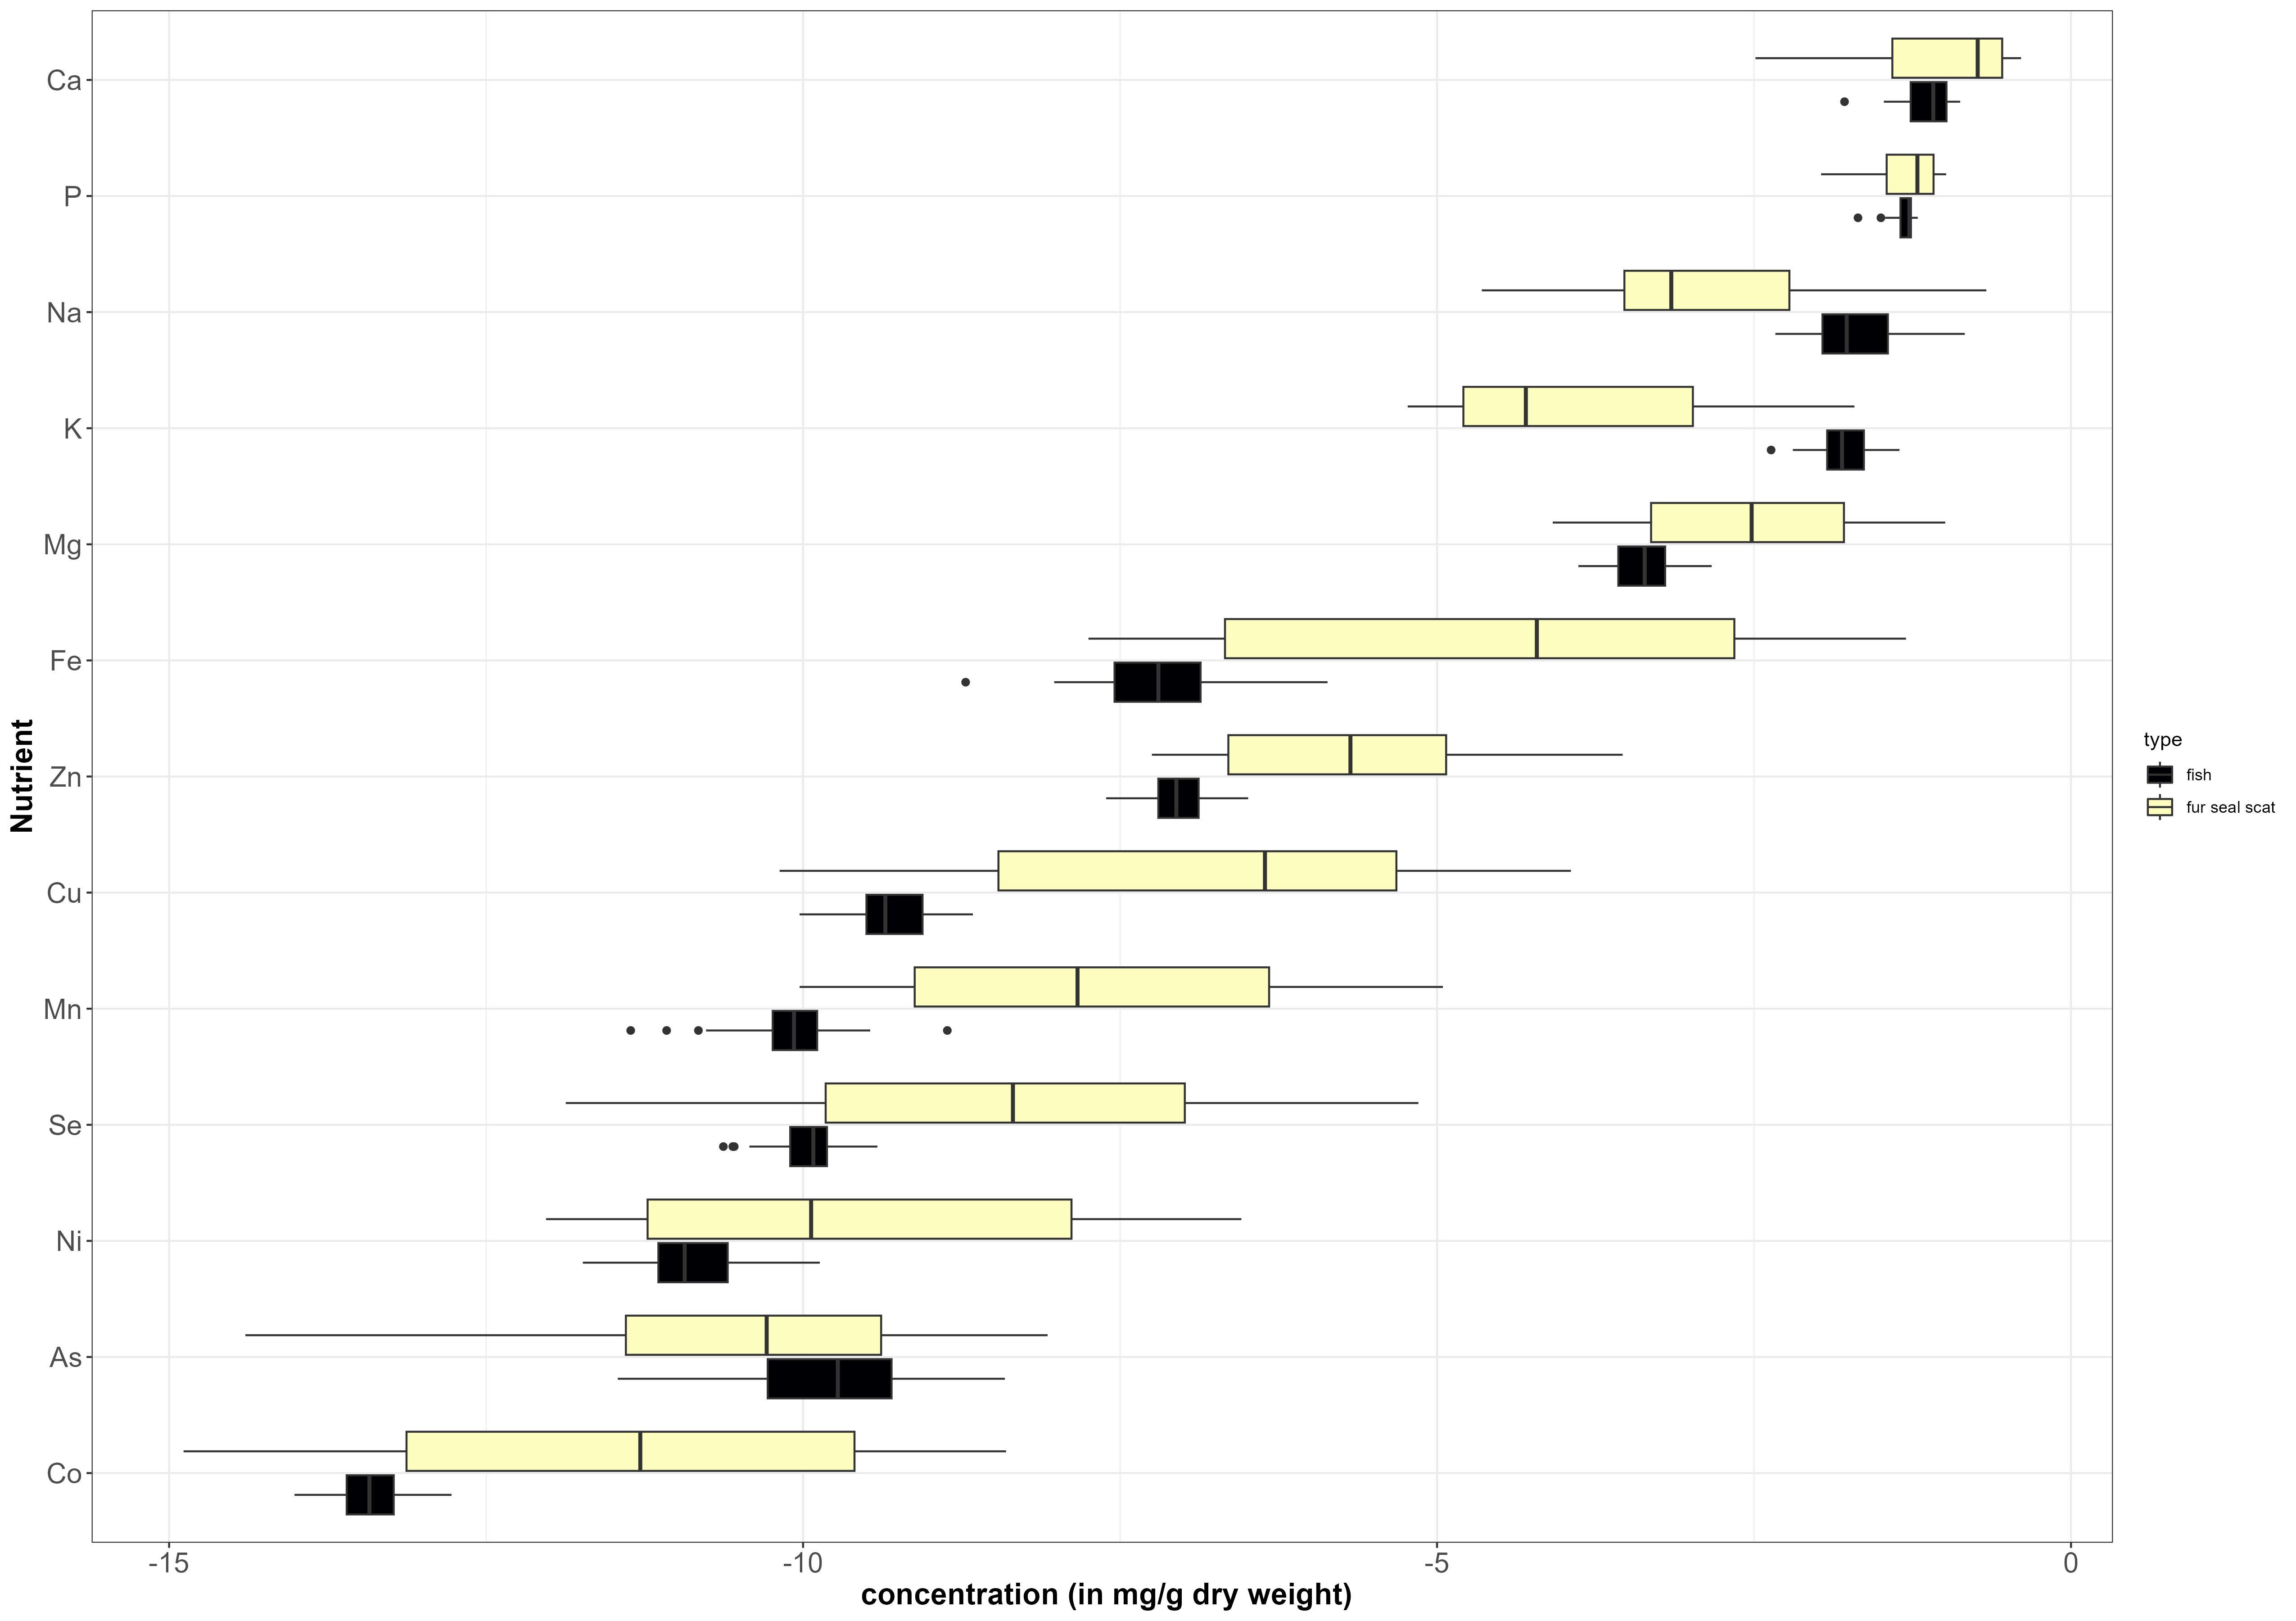 Nutrient
Ca
P
Na
K
Mg
Fe
Zn
Cu
Mn
Se
Ni
As
Co
-15
-10
-5
0
concentration (in mg/g dry weight)
type
fish
fur seal scat